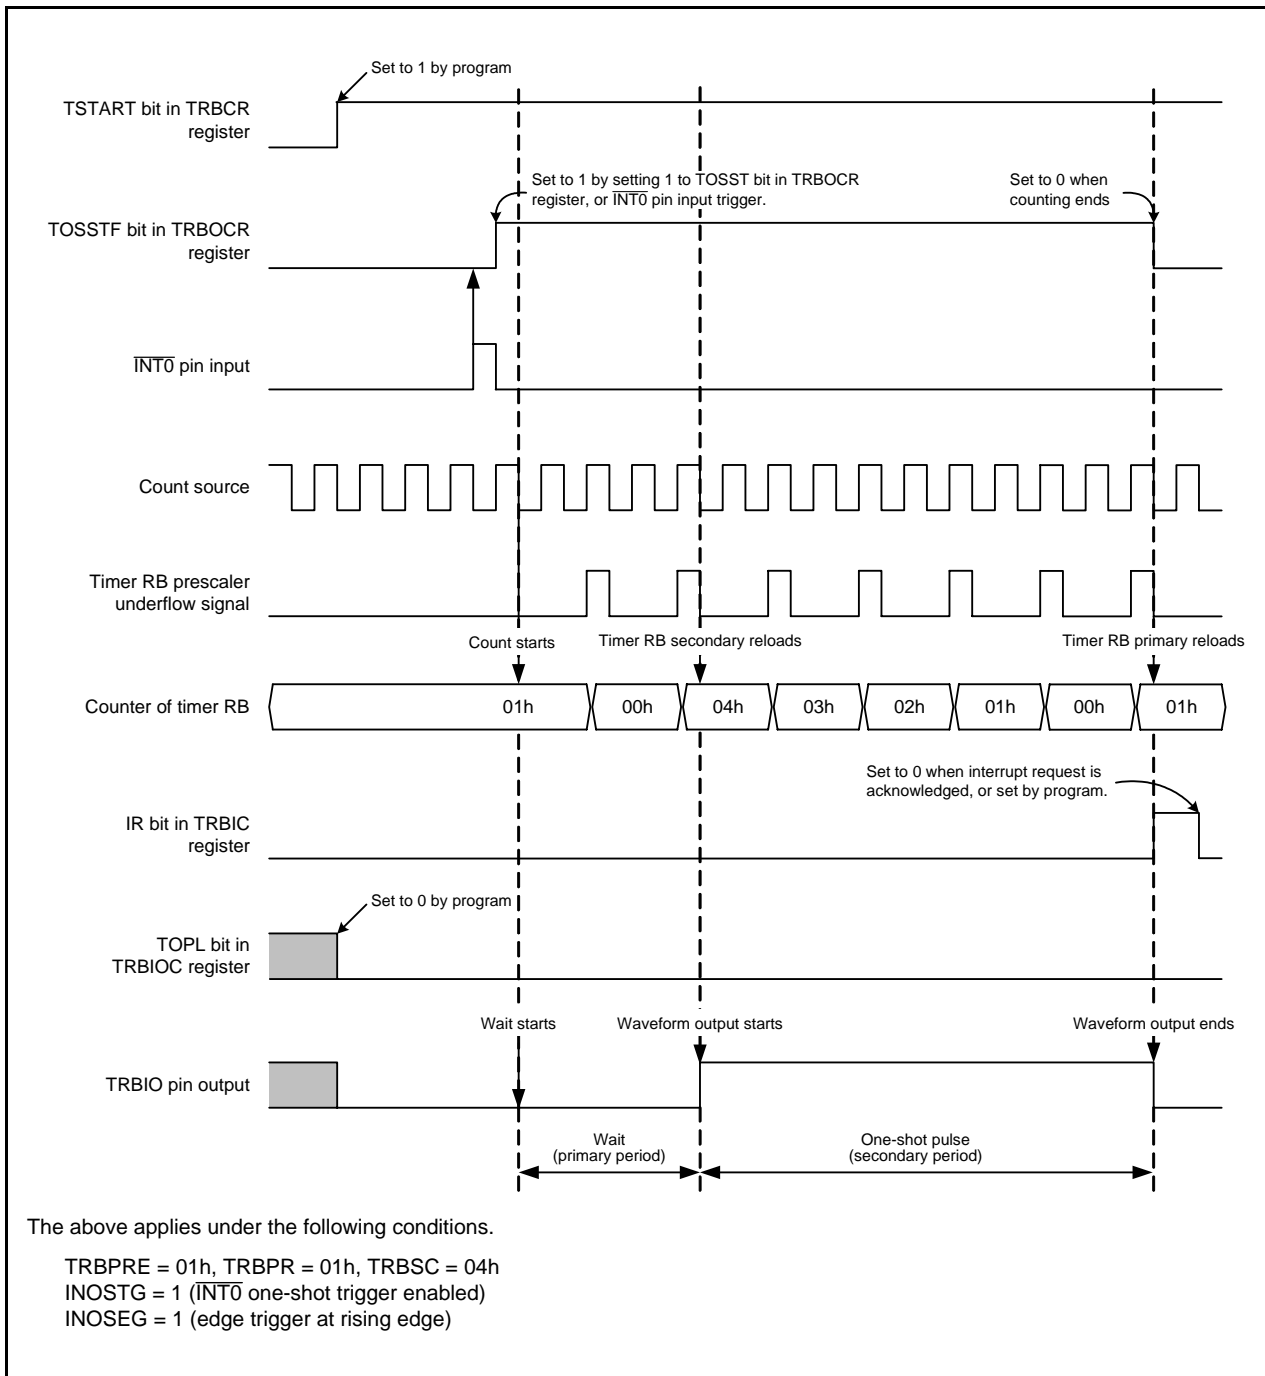 Set to 1 by program
TSTART bit in TRBCR
register
Set to 1 by setting 1 to TOSST bit in TRBOCR
register, or INT0 pin input trigger.
Set to 0 when
counting ends
TOSSTF bit in TRBOCR
register
INT0 pin input
Count source
Timer RB prescaler
underflow signal
Count starts
Timer RB secondary reloads
Timer RB primary reloads
Counter of timer RB
01h
00h
04h
03h
02h
01h
00h
01h
Set to 0 when interrupt request is
acknowledged, or set by program.
IR bit in TRBIC
register
Set to 0 by program
TOPL bit in
TRBIOC register
Wait starts
Waveform output starts
Waveform output ends
TRBIO pin output
Wait
(primary period)
One-shot pulse
(secondary period)
The above applies under the following conditions.
TRBPRE = 01h, TRBPR = 01h, TRBSC = 04h
INOSTG = 1 (INT0 one-shot trigger enabled)
INOSEG = 1 (edge trigger at rising edge)